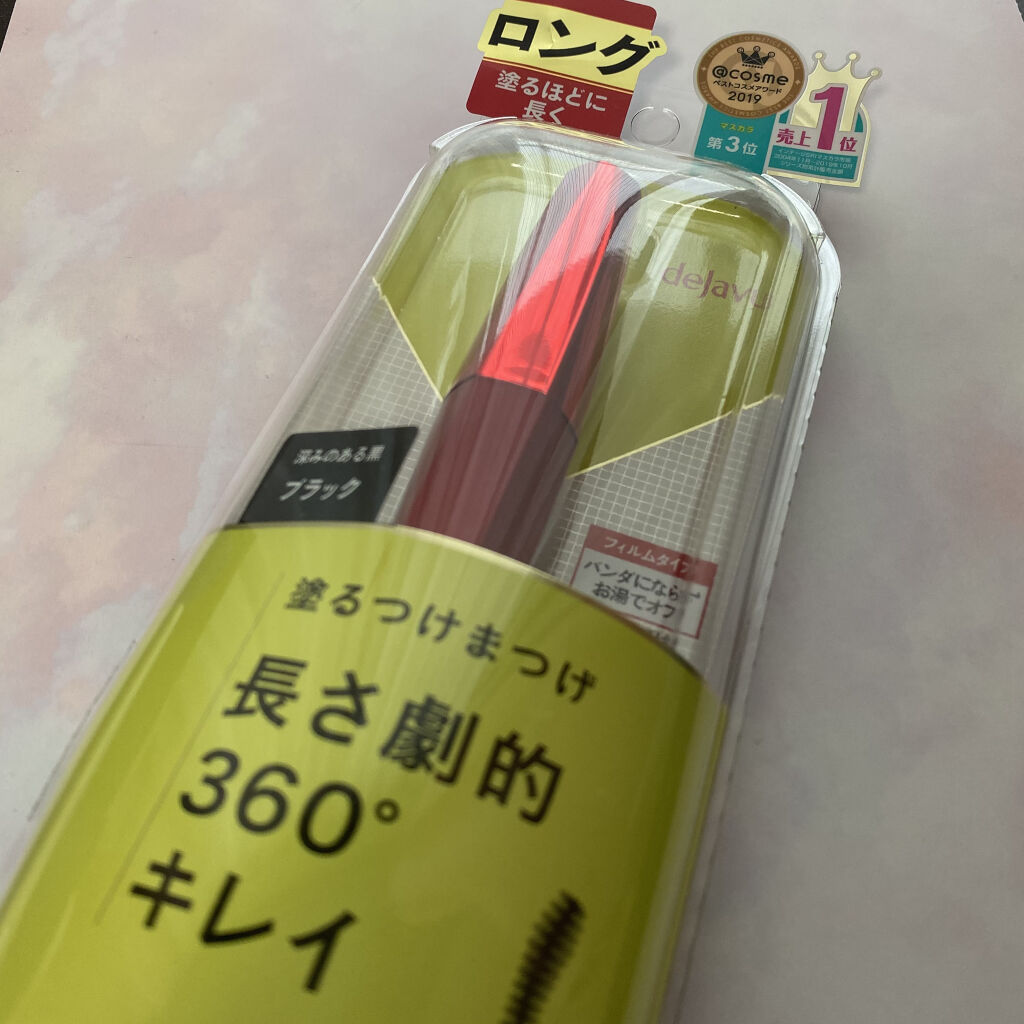 ロング
塗るほどに
長く
@cosme
ベストコスメアワード
2019
マスカラ
第3位
1
売上 位
dejavu
深みのある黒
ブラック
フィルムタイプ
パンダになら
お湯でオフ
塗るつけまつげ
長さ劇的
360°
キレイ